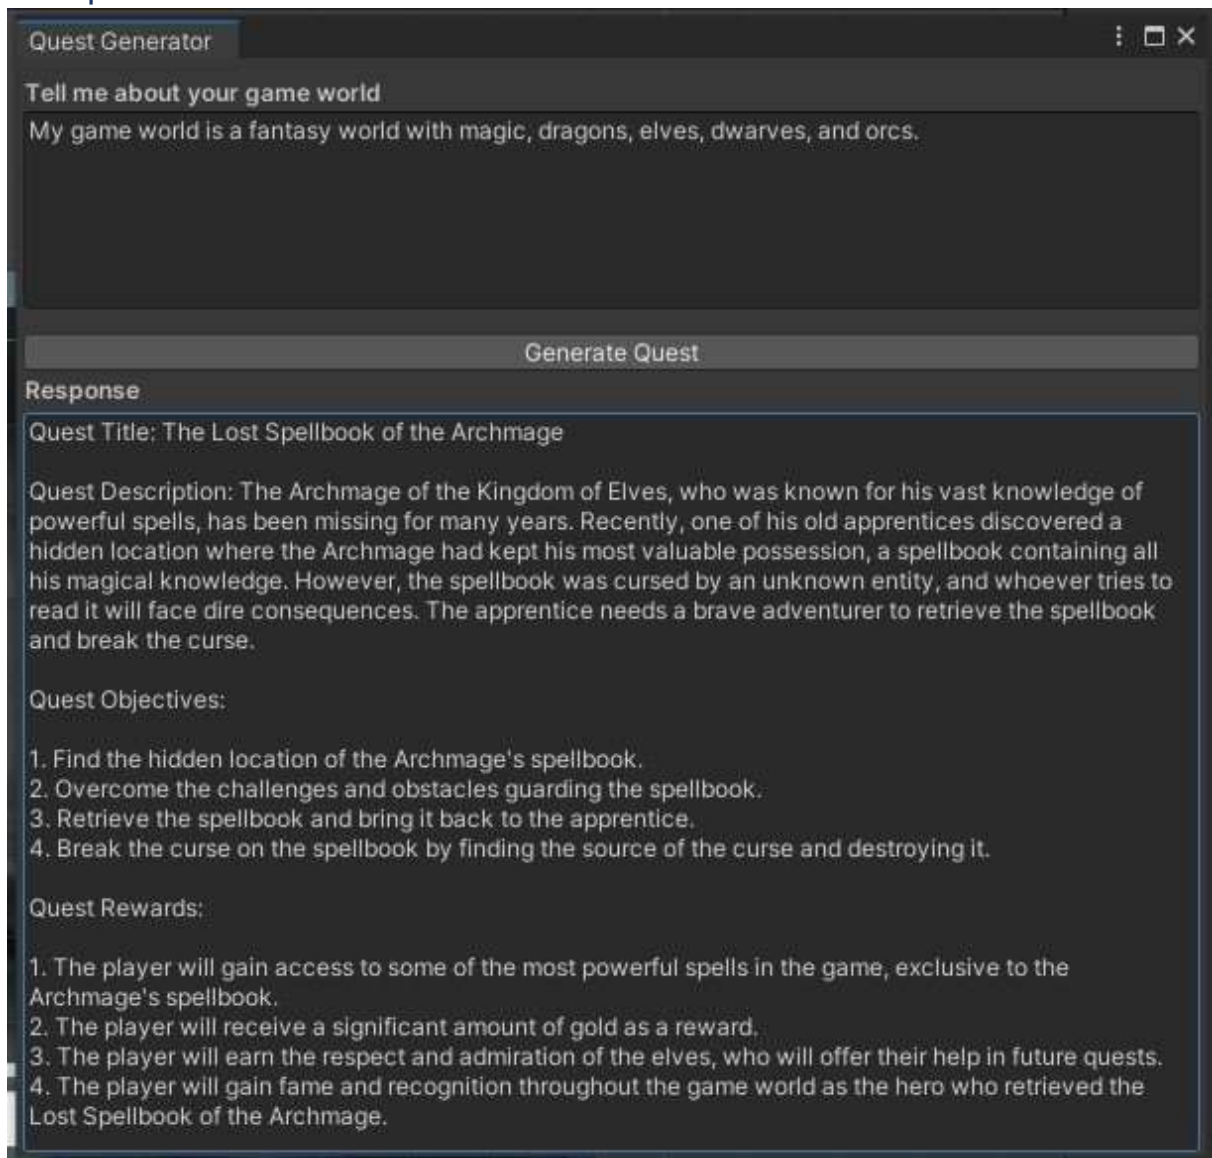 Quest Generator
Tell me about your game world
My game world is a fantasy world with magic, dragons, elves, dwarves, and orcs.
Generate Quest
Response
Quest Title: The Lost Spellbook of the Archmage
Quest Description: The Archmage of the Kingdom of Elves, who was known for his vast knowledge of
powerful spells, has been missing for many years. Recently, one of his old apprentices discovered a
hidden location where the Archmage had kept his most valuable possession, a spellbook containing all
his magical knowledge. However, the spellbook was cursed by an unknown entity, and whoever tries to
read it will face dire consequences. The apprentice needs a brave adventurer to retrieve the spellbook
and break the curse.
Quest Objectives:
1. Find the hidden location of the Archmage's spellbook.
2. Overcome the challenges and obstacles guarding the spellbook.
3. Retrieve the spellbook and bring it back to the apprentice.
4. Break the curse on the spellbook by finding the source of the curse and destroying it.
Quest Rewards:
1. The player will gain access to some of the most powerful spells in the game, exclusive to the
Archmage's spellbook.
2. The player will receive a significant amount of gold as a reward.
3. The player will earn the respect and admiration of the elves, who will offer their help in future quests.
4. The player will gain fame and recognition throughout the game world as the hero who retrieved the
Lost Spellbook of the Archmage.